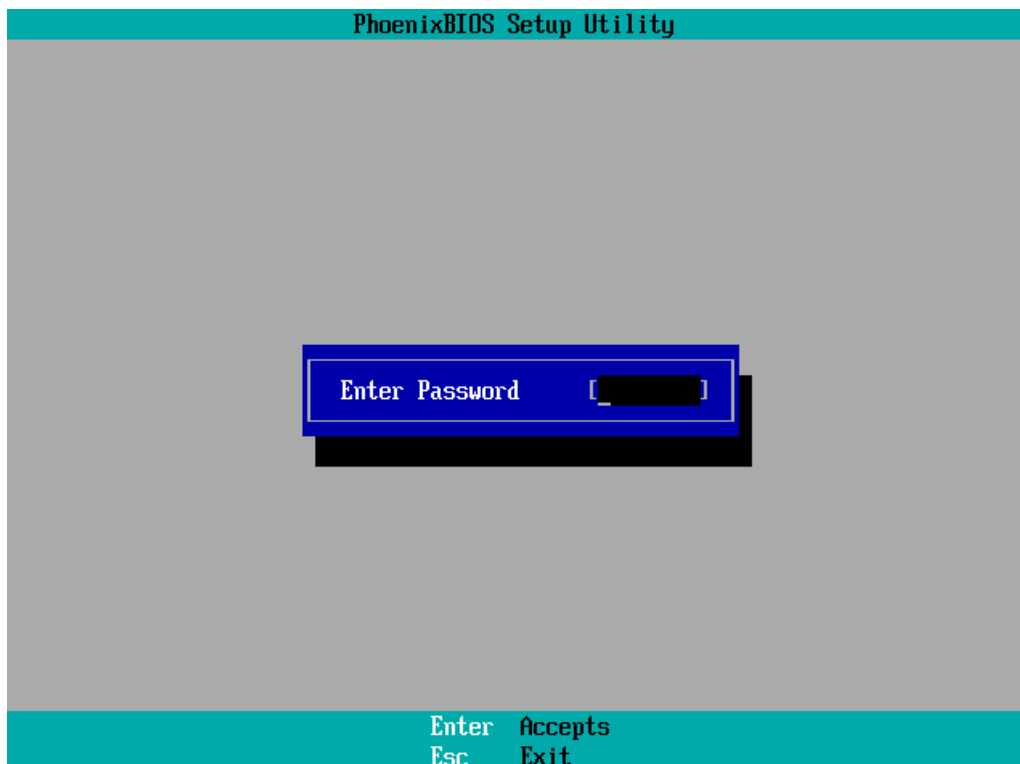 PhoenixBIOS Setup Utility
Enter Password [_ ]
Enter Accepts
Esc Exit